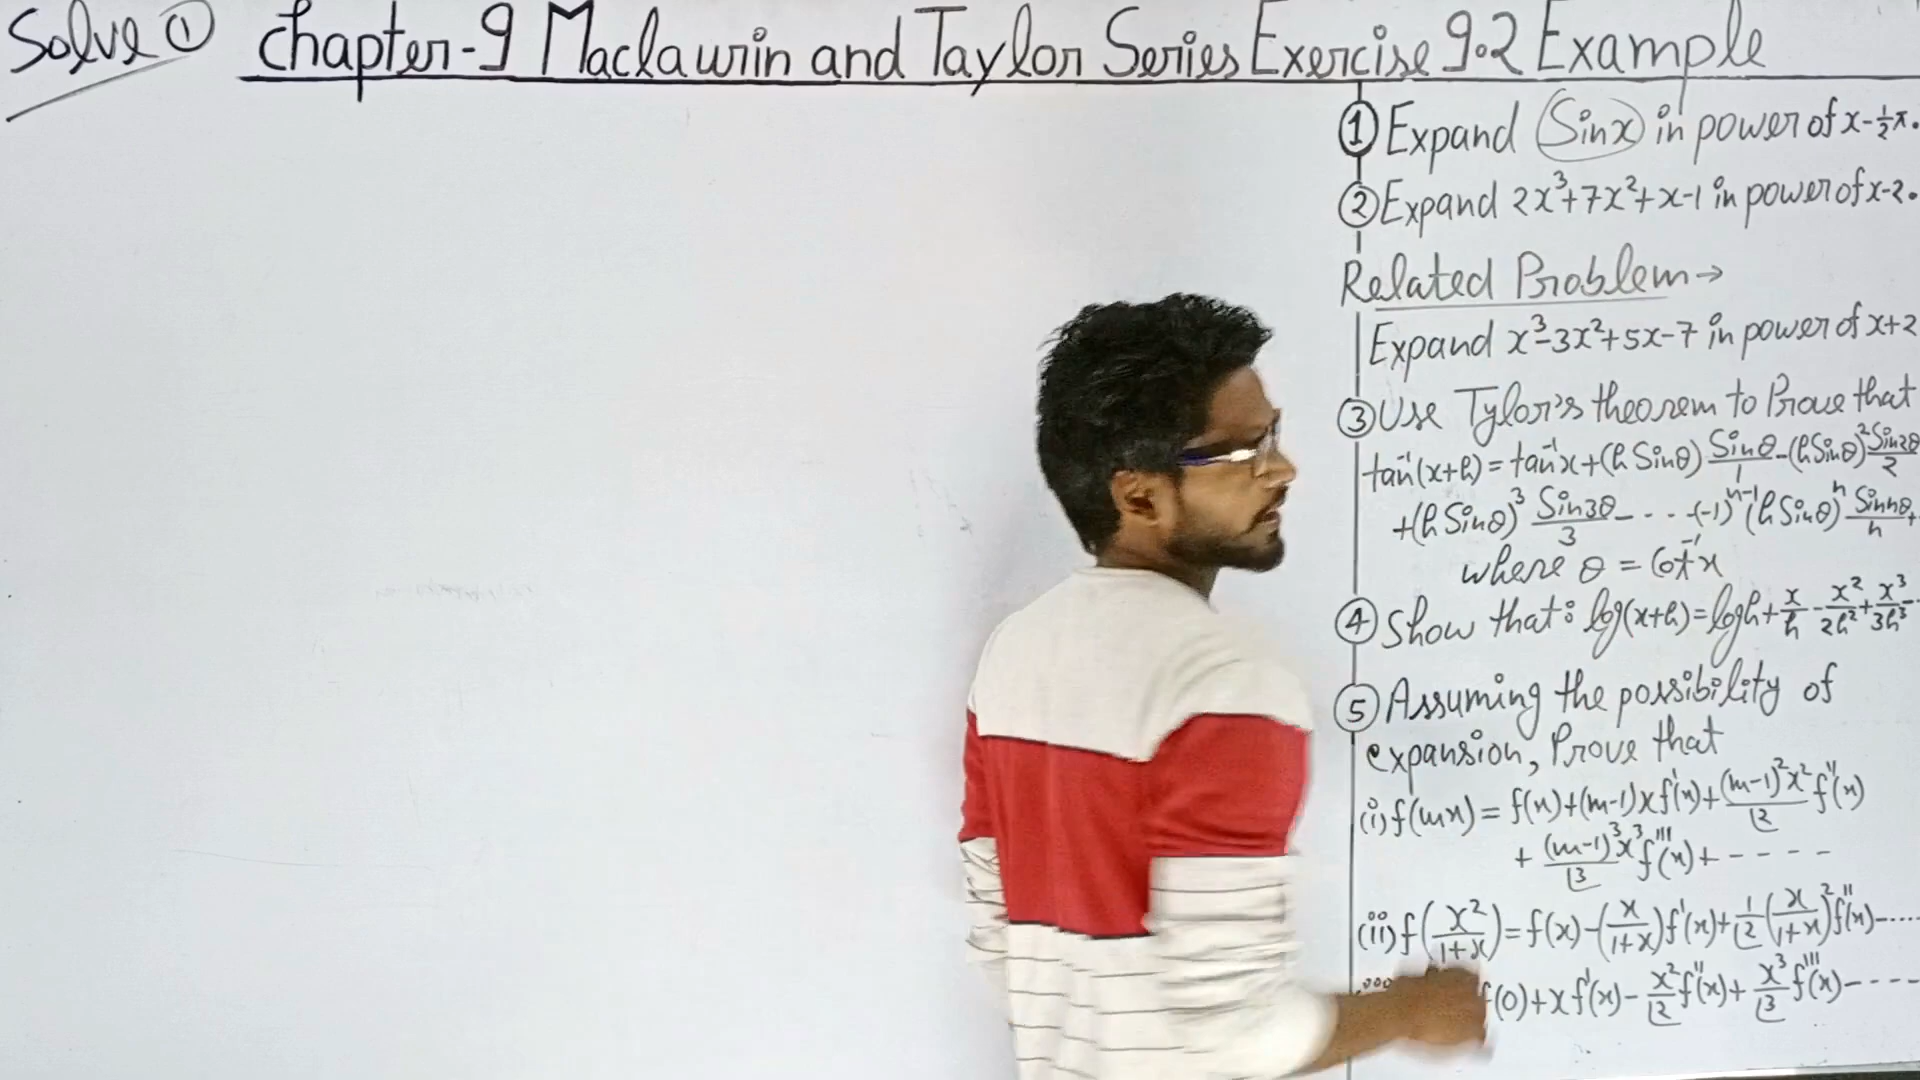 Solve ① Chapter-9 Maclaurin and Taylor Series Exercise 9.2 Example
① Expand Sinx in power of x-½π.
② Expand 2x³+7x²+x-1 in power of x-2.
Related Problem→
Expand x³-3x²+5x-7 in power of x+2
③ Use Tylor's theorem to Prove that
tan⁻¹(x+h) = tan⁻¹x+(h Sinθ) Sinθ/1 - (h Sinθ)² Sin2θ/2
+(h Sinθ)³ Sin3θ/3 - - - - (-1)ⁿ⁻¹ (h Sinθ)ⁿ Sin nθ/n +
where θ = Cot⁻¹x
④ Show that: log(x+h)=logh+x/h - x²/2h² + x³/3h³ - ..
⑤ Assuming the possibility of
expansion, Prove that
(i) f(mx) = f(x)+(m-1)xf'(x)+(m-1)²x²/⌊2 f''(x)
+ (m-1)³x³/⌊3 f'''(x)+ - - - - -
(ii) f(x²/1+x) = f(x)-(x/1+x)f'(x)+1/⌊2 (x/1+x)² f''(x)-.....
f(0)+xf'(x)- x²/⌊2 f''(x)+ x³/⌊3 f'''(x)- - - - -